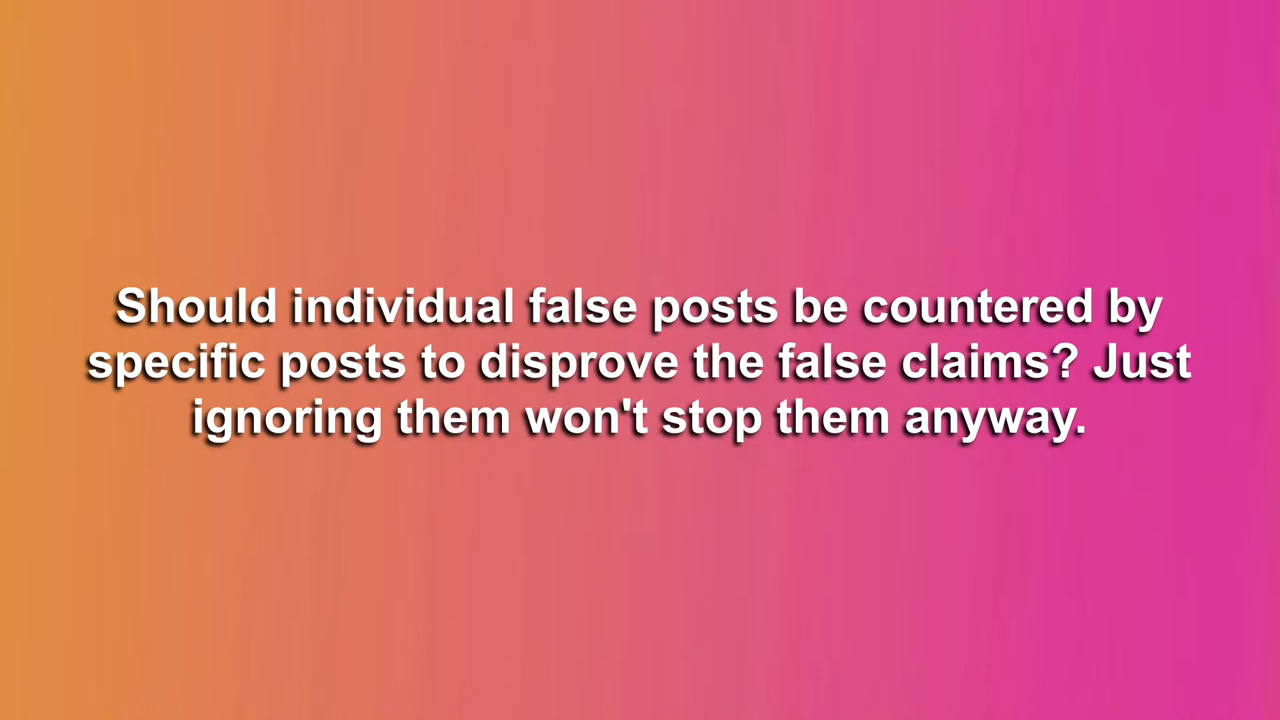 Should individual false posts be countered by
specific posts to disprove the false claims? Just
ignoring them won't stop them anyway.